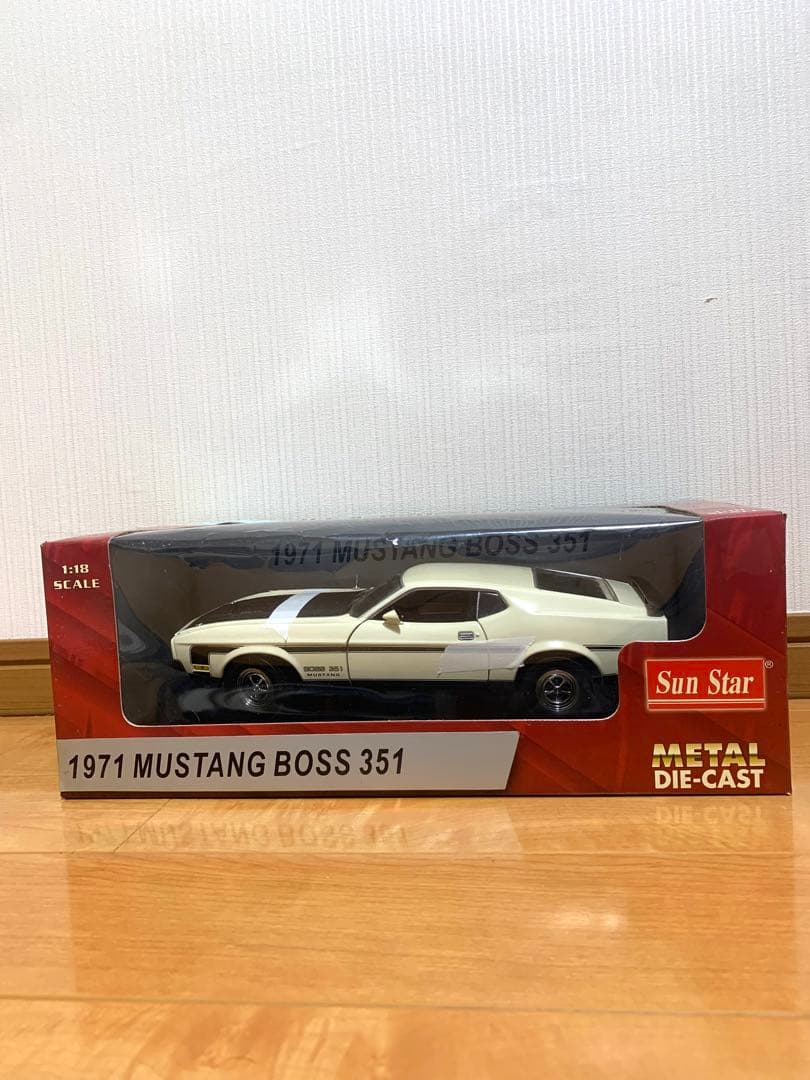 1971 MUSTANG BOSS 351
1:18
SCALE
BOSS 351
MUSTANG
Sun Star®
1971 MUSTANG BOSS 351
METAL
DIE-CAST